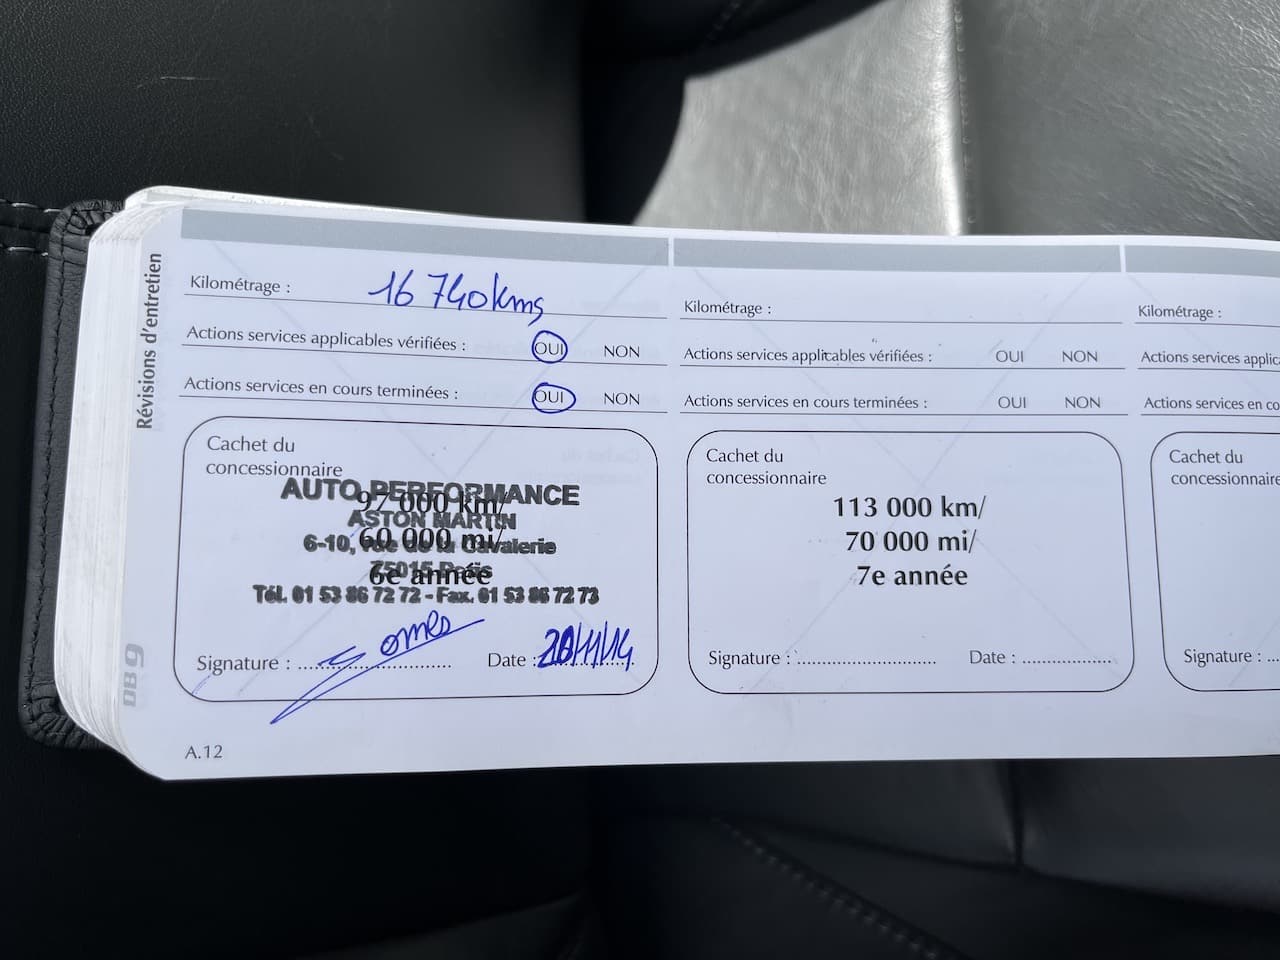 Révisions d'entretien
DB9
Kilométrage : 16 740 kms
Actions services applicables vérifiées : OUI NON
Actions services en cours terminées : OUI NON
Cachet du
concessionnaire
AUTO PERFORMANCE
97 000 km/
ASTON MARTIN
60 000 mi/
6-10, rue de la Cavalerie
75015 Paris
6e année
Tél. 01 53 86 72 72 - Fax. 01 53 86 72 73
Signature : Date : /11/14
A.12
Kilométrage :
Actions services applicables vérifiées : OUI NON
Actions services en cours terminées : OUI NON
Cachet du
concessionnaire
113 000 km/
70 000 mi/
7e année
Signature : Date :
Kilométrage :
Actions services applic
Actions services en co
Cachet du
concessionnaire
Signature :